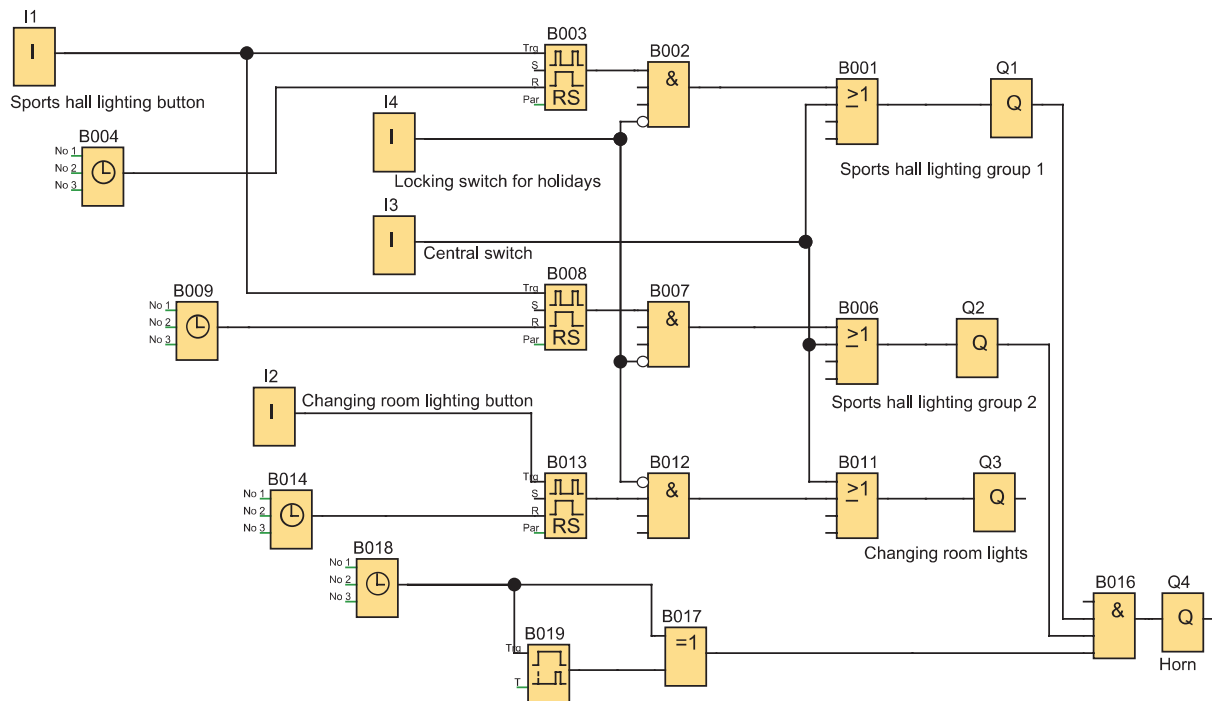 I1
I
Sports hall lighting button
B004
No 1
No 2
No 3
I4
I
Locking switch for holidays
I3
I
Central switch
B003
Trg
S
R
Par
RS
B002
&
B001
>1
Q1
Q
Sports hall lighting group 1
B009
No 1
No 2
No 3
B008
Trg
S
R
Par
RS
B007
&
B006
>1
Q2
Q
Sports hall lighting group 2
I2
I
Changing room lighting button
B014
No 1
No 2
No 3
B013
Trg
S
R
Par
RS
B012
&
B011
>1
Q3
Q
Changing room lights
B018
No 1
No 2
No 3
B019
Trg
T
B017
=1
B016
&
Q4
Q
Horn